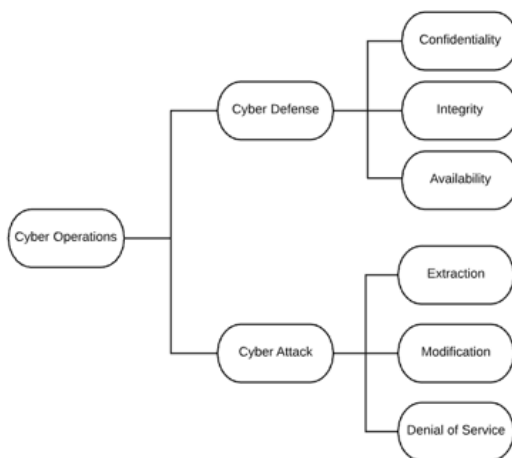 Confidentiality
Cyber Defense
Integrity
Availability
Cyber Operations
Extraction
Cyber Attack
Modification
Denial of Service